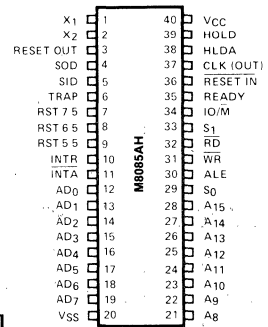 X1 1 40 VCC
X2 2 39 HOLD
RESET OUT 3 38 HLDA
SOD 4 37 CLK (OUT)
SID 5 36 RESET IN
TRAP 6 35 READY
RST 7 5 7 34 IO/M̅
RST 6 5 8 33 S1
RST 5 5 9 32 R̅D̅
INTR 10 31 W̅R̅
I̅N̅T̅A̅ 11 30 ALE
AD0 12 29 S0
AD1 13 28 A15
AD2 14 27 A14
AD3 15 26 A13
AD4 16 25 A12
AD5 17 24 A11
AD6 18 23 A10
AD7 19 22 A9
VSS 20 21 A8
M8085AH